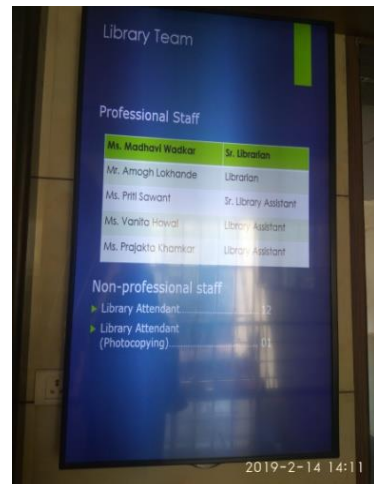 Library Team
Professional Staff
Ms. Madhavi Wadkar Sr. Librarian
Mr. Amogh Lokhande Librarian
Ms. Priti Sawant Sr. Library Assistant
Ms. Vanita Hawal Library Assistant
Ms. Prajakta Khamkar Library Assistant
Non-professional staff
Library Attendant 12
Library Attendant
(Photocopying) 01
2019-2-14 14:11